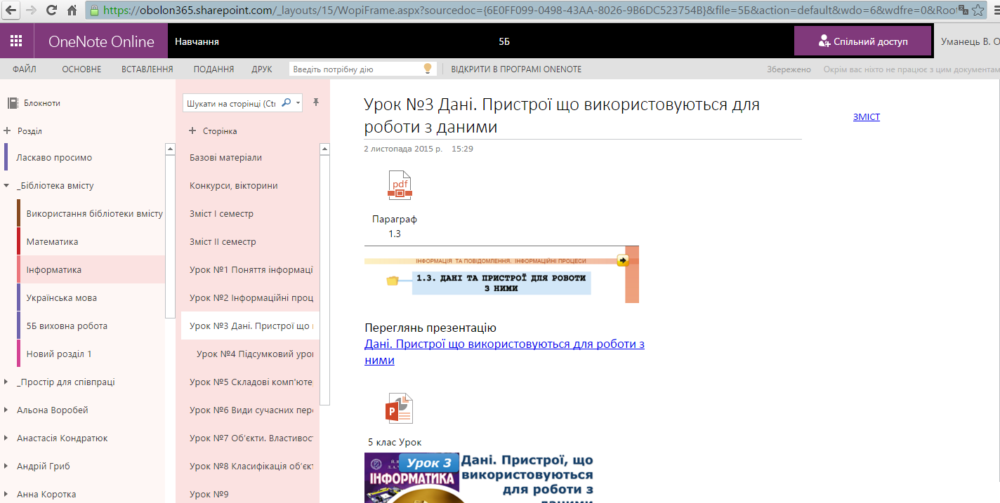 https://obolon365.sharepoint.com/_layouts/15/WopiFrame.aspx?sourcedoc={6E0FF099-0498-43AA-8026-9B6DC523754B}&file=5Б&action=default&wdo=6&wdfre=0&Root
OneNote Online
Навчання
5Б
Спільний доступ
Уманець В. О
ФАЙЛ
ОСНОВНЕ
ВСТАВЛЕННЯ
ПОДАННЯ
ДРУК
Введіть потрібну дію
ВІДКРИТИ В ПРОГРАМІ ONENOTE
Збережено
Окрім вас ніхто не працює з цим документам
Блокноти
Розділ
Ласкаво просимо
_Бібліотека вмісту
Використання бібліотеки вмісту
Математика
Інформатика
Українська мова
5Б виховна робота
Новий розділ 1
_Простір для співпраці
Альона Воробей
Анастасія Кондратюк
Андрій Гриб
Анна Коротка
Шукати на сторінці (Ctr
Сторінка
Базові матеріали
Конкурси, вікторини
Зміст І семестр
Зміст ІІ семестр
Урок №1 Поняття інформаці
Урок №2 Інформаційні проц
Урок №3 Дані. Пристрої що
Урок №4 Підсумковий уро
Урок №5 Складові комп'юте
Урок №6 Види сучасних пер
Урок №7 Об'єкти. Властивос
Урок №8 Класифікація об'єк
Урок №9
Урок №3 Дані. Пристрої що використовуються для
роботи з даними
2 листопада 2015 р. 15:29
ЗМІСТ
pdf
Параграф
1.3
ІНФОРМАЦІЯ ТА ПОВІДОМЛЕННЯ. ІНФОРМАЦІЙНІ ПРОЦЕСИ
1.3. ДАНІ ТА ПРИСТРОЇ ДЛЯ РОБОТИ
З НИМИ
Переглянь презентацію
Дані. Пристрої що використовуються для роботи з
ними
P
5 клас Урок
Урок 3
ІНФОРМАТИКА
Дані. Пристрої, що
використовуються
для роботи з
даними